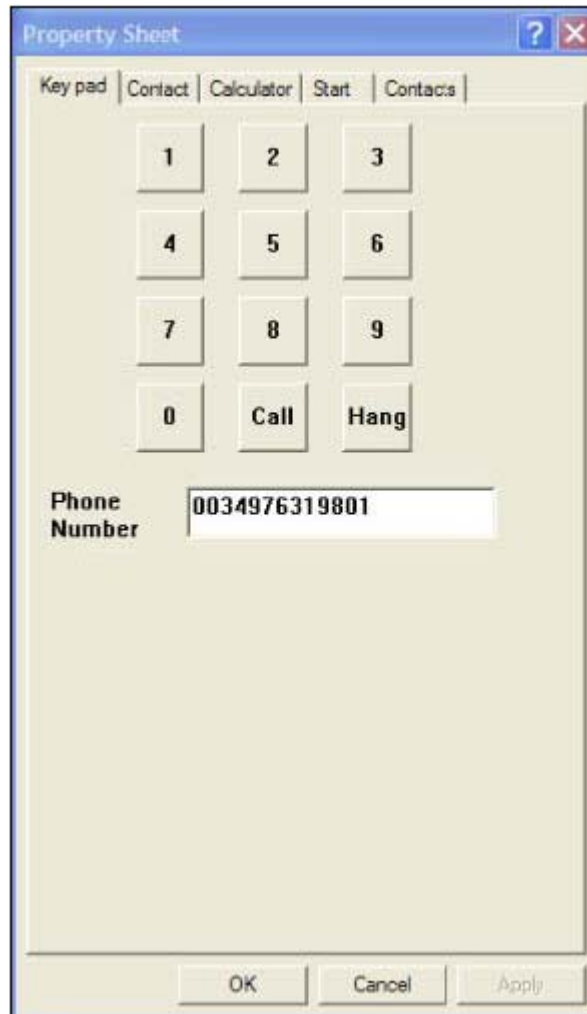 Property Sheet ? X
Key pad Contact Calculator Start Contacts
1 2 3
4 5 6
7 8 9
0 Call Hang
Phone
Number
0034976319801
OK Cancel Apply